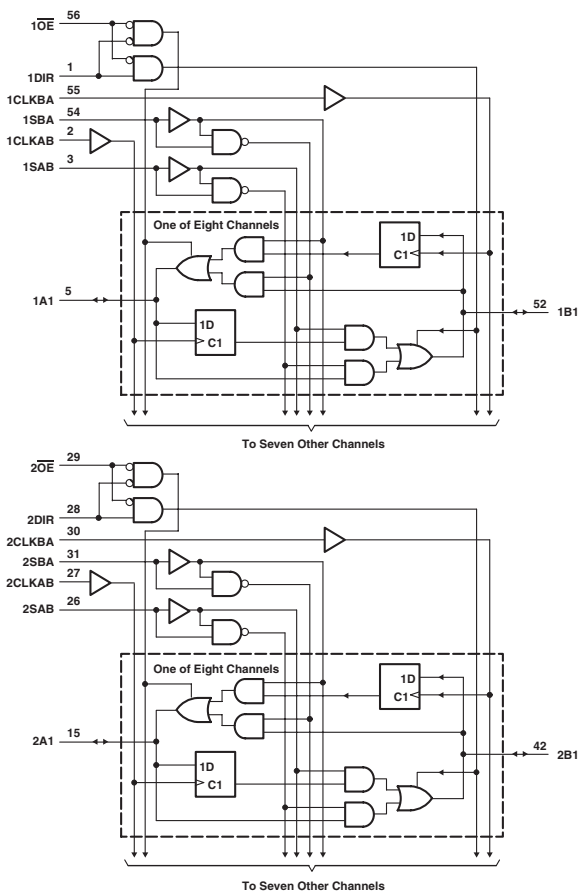 1O̅E̅ 56
1DIR 1
1CLKBA 55
1SBA 54
1CLKAB 2
1SAB 3
One of Eight Channels
1D
C1
1A1 5
52 1B1
1D
C1
To Seven Other Channels
2O̅E̅ 29
2DIR 28
2CLKBA 30
2SBA 31
2CLKAB 27
2SAB 26
One of Eight Channels
1D
C1
2A1 15
42 2B1
1D
C1
To Seven Other Channels